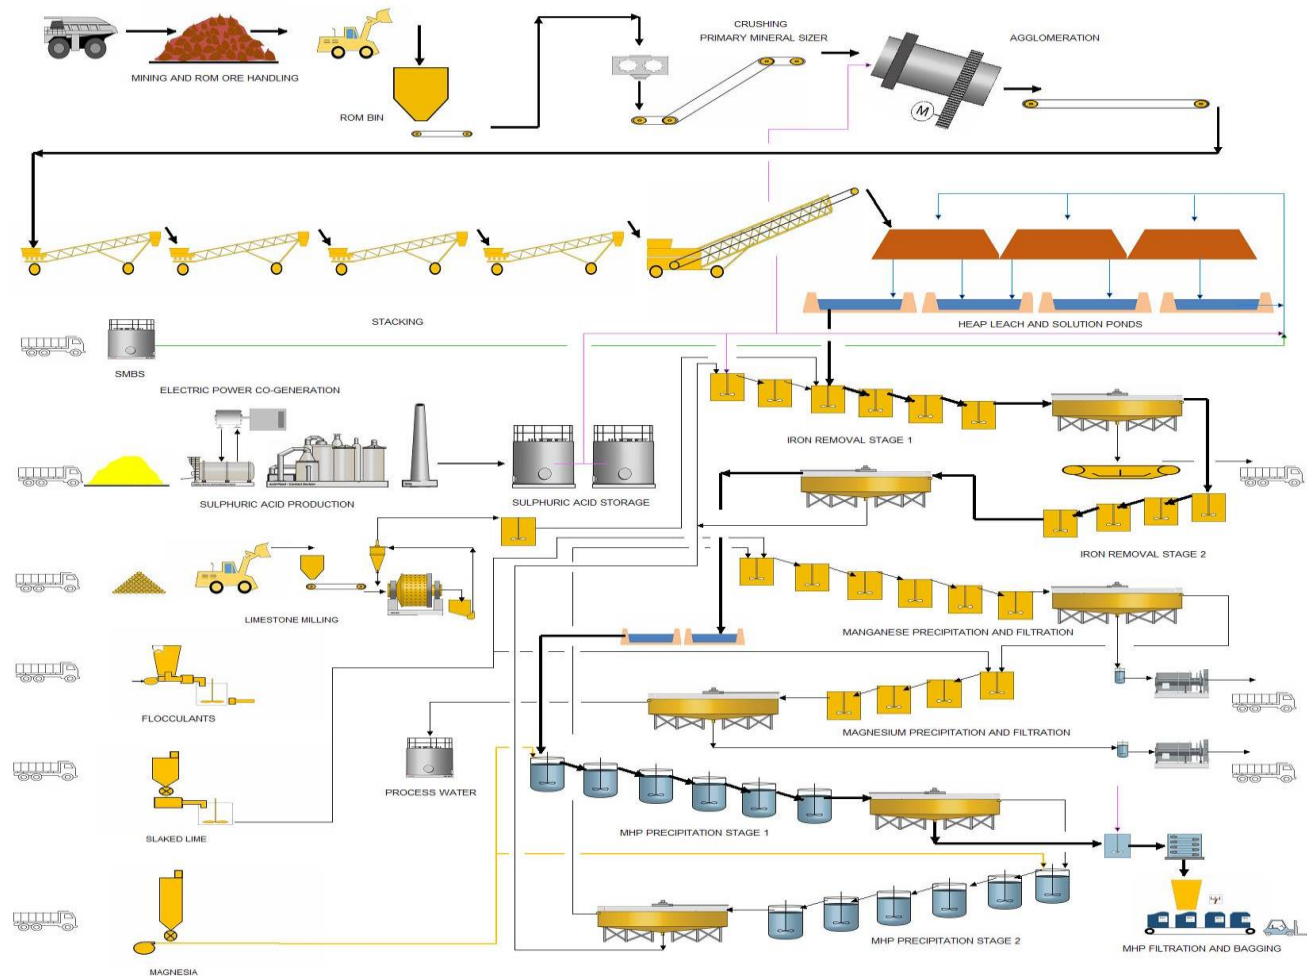 CRUSHING
PRIMARY MINERAL SIZER
AGGLOMERATION
MINING AND ROM ORE HANDLING
ROM BIN
M
STACKING
HEAP LEACH AND SOLUTION PONDS
SMBS
ELECTRIC POWER CO-GENERATION
IRON REMOVAL STAGE 1
SULPHURIC ACID PRODUCTION
SULPHURIC ACID STORAGE
IRON REMOVAL STAGE 2
LIMESTONE MILLING
MANGANESE PRECIPITATION AND FILTRATION
FLOCCULANTS
MAGNESIUM PRECIPITATION AND FILTRATION
PROCESS WATER
SLAKED LIME
MHP PRECIPITATION STAGE 1
MHP PRECIPITATION STAGE 2
MHP FILTRATION AND BAGGING
MAGNESIA